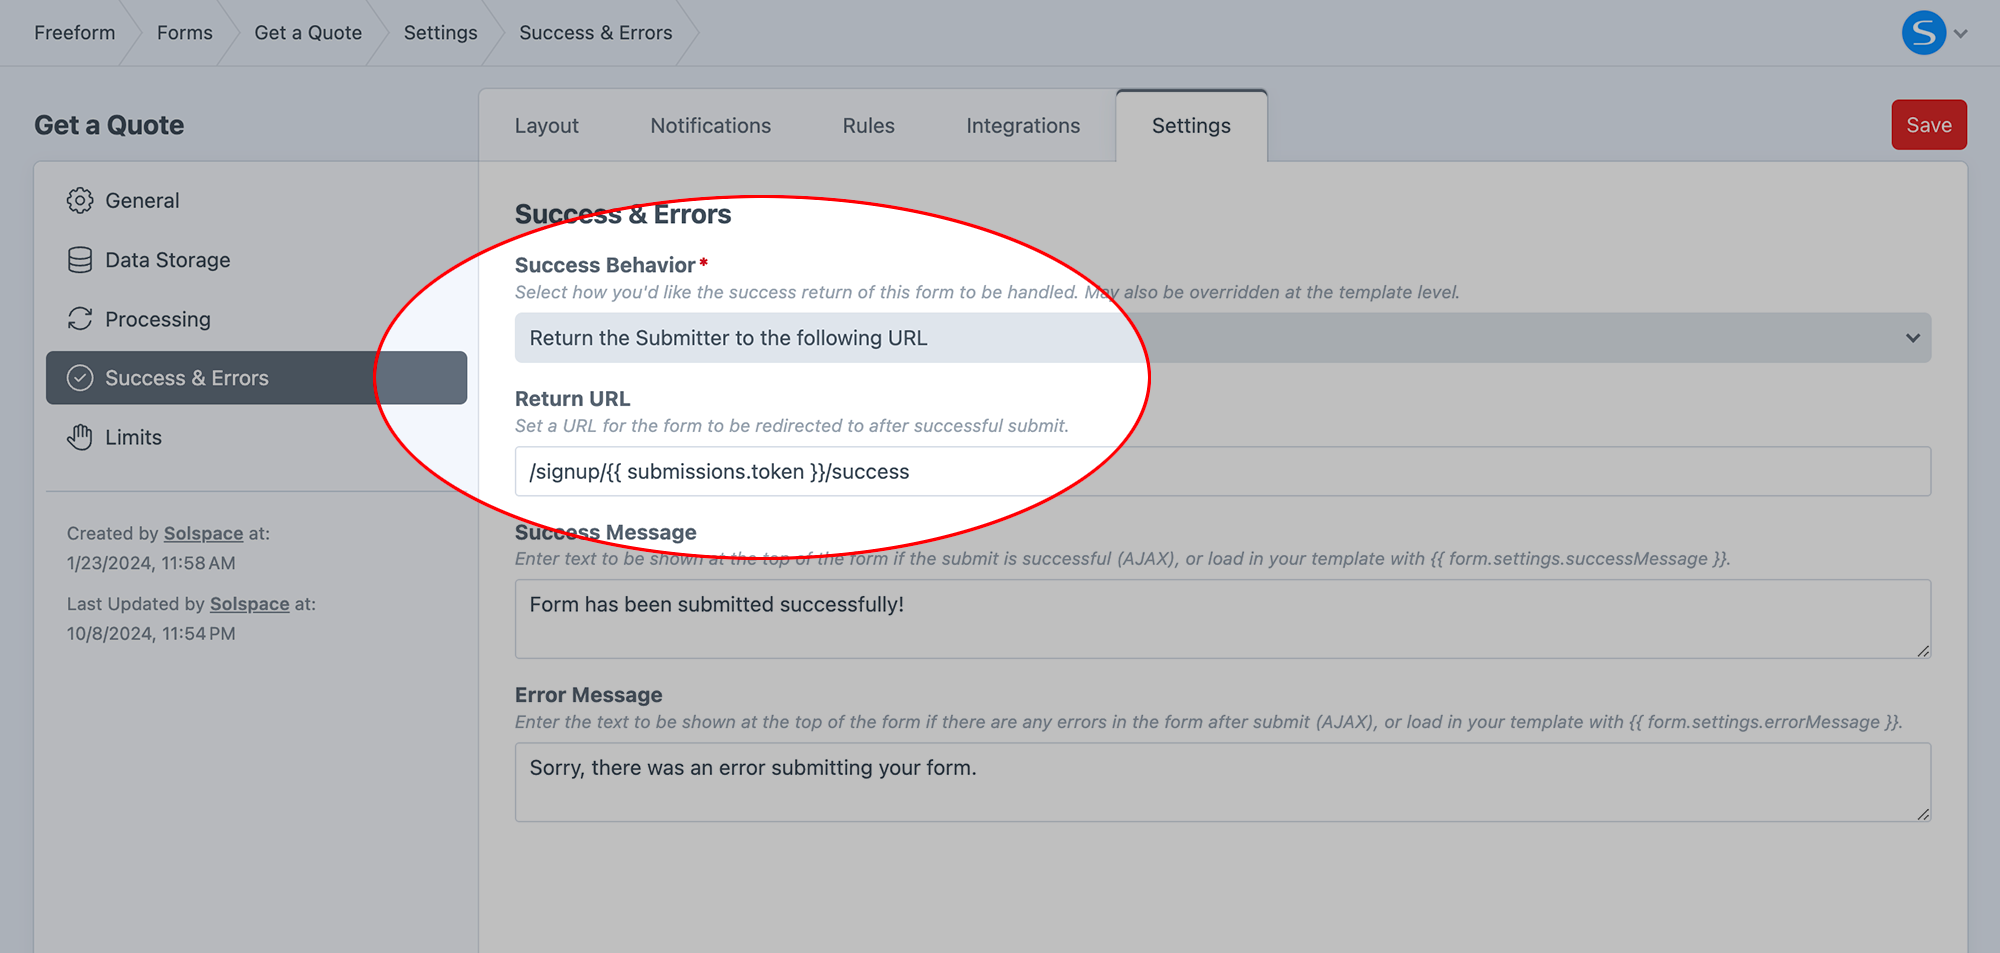 Freeform
Forms
Get a Quote
Settings
Success & Errors
S
Get a Quote
Layout
Notifications
Rules
Integrations
Settings
Save
General
Data Storage
Processing
Success & Errors
Limits
Created by Solspace at:
1/23/2024, 11:58 AM
Last Updated by Solspace at:
10/8/2024, 11:54 PM
Success & Errors
Success Behavior*
Select how you'd like the success return of this form to be handled. May also be overridden at the template level.
Return the Submitter to the following URL
Return URL
Set a URL for the form to be redirected to after successful submit.
/signup/{{ submissions.token }}/success
Success Message
Enter text to be shown at the top of the form if the submit is successful (AJAX), or load in your template with {{ form.settings.successMessage }}.
Form has been submitted successfully!
Error Message
Enter the text to be shown at the top of the form if there are any errors in the form after submit (AJAX), or load in your template with {{ form.settings.errorMessage }}.
Sorry, there was an error submitting your form.